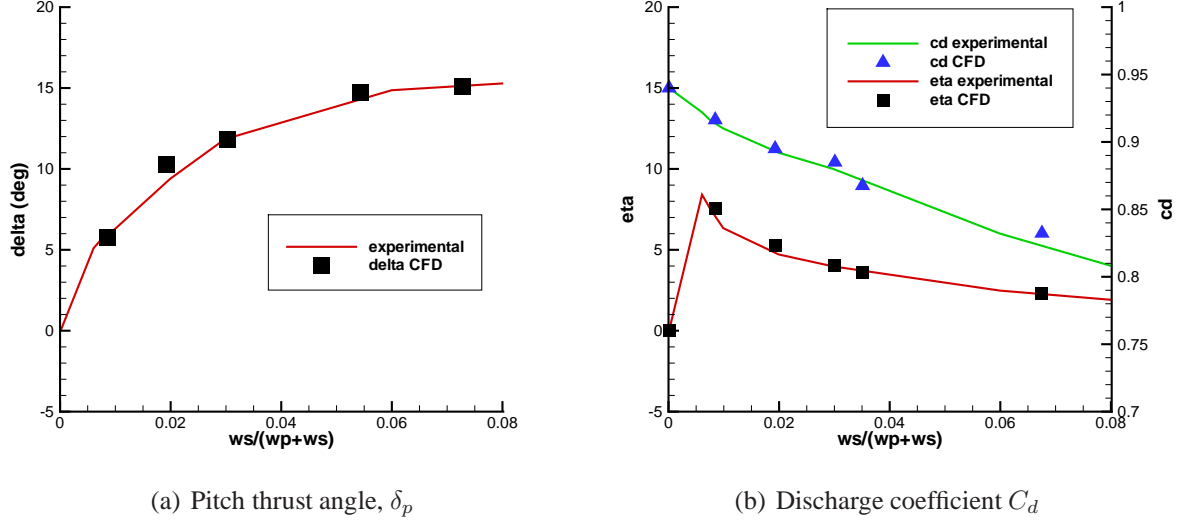 20
15
10
5
0
-5
delta (deg)
experimental
delta CFD
0
0.02
0.04
0.06
0.08
ws/(wp+ws)
(a) Pitch thrust angle, δp
20
15
10
5
0
-5
eta
cd experimental
cd CFD
eta experimental
eta CFD
1
0.95
0.9
0.85
0.8
0.75
0.7
cd
0
0.02
0.04
0.06
0.08
ws/(wp+ws)
(b) Discharge coefficient Cd